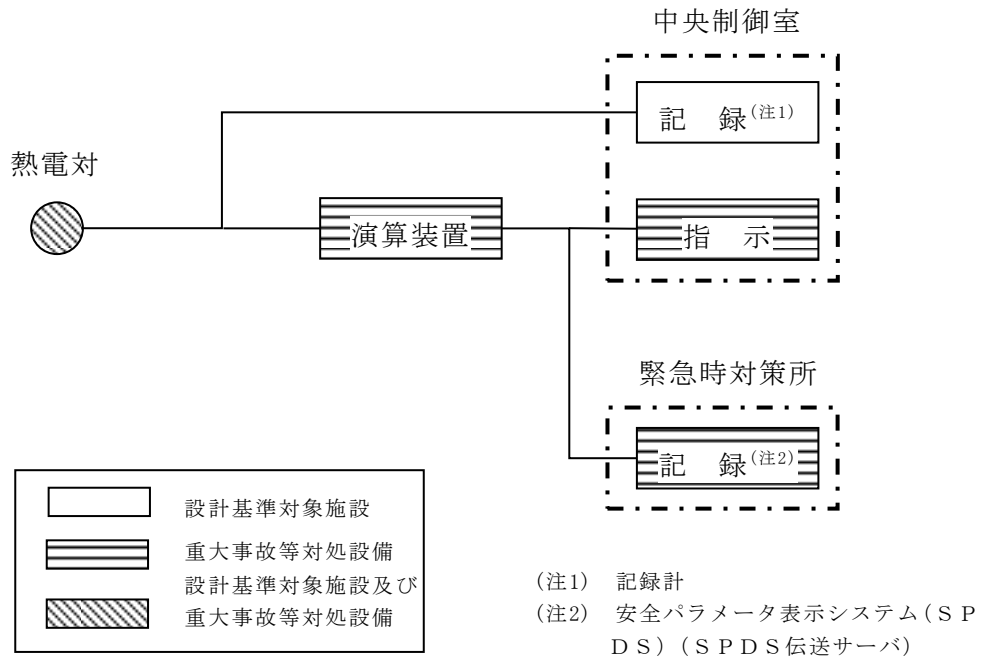 中央制御室
記　録(注1)
熱電対
演算装置
指　示
緊急時対策所
記　録(注2)
設計基準対象施設
重大事故等対処設備
設計基準対象施設及び
重大事故等対処設備
(注1)　記録計
(注2)　安全パラメータ表示システム(ＳＰ
ＤＳ)(ＳＰＤＳ伝送サーバ)